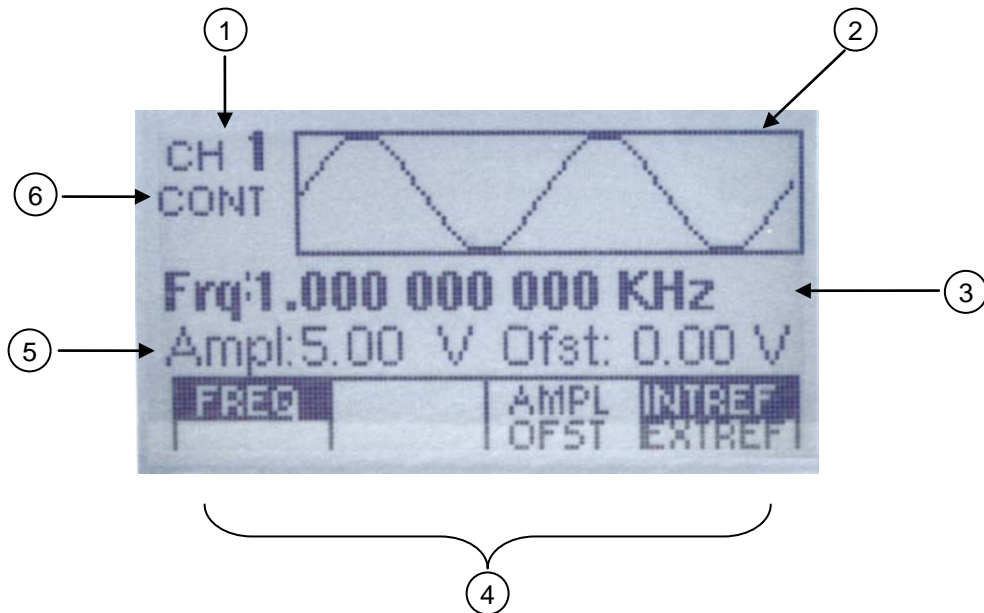 1
2
CH 1
6
CONT
Frq:1.000 000 000 KHz
3
5
Ampl:5.00 V Ofst: 0.00 V
FREQ AMPL INTREF
OFST EXTREF
4